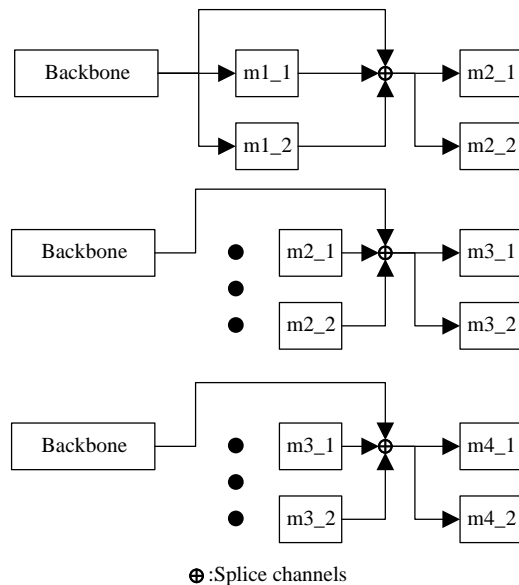 Backbone
m1_1
m2_1
m1_2
m2_2
Backbone
m2_1
m3_1
m2_2
m3_2
Backbone
m3_1
m4_1
m3_2
m4_2
⊕:Splice channels